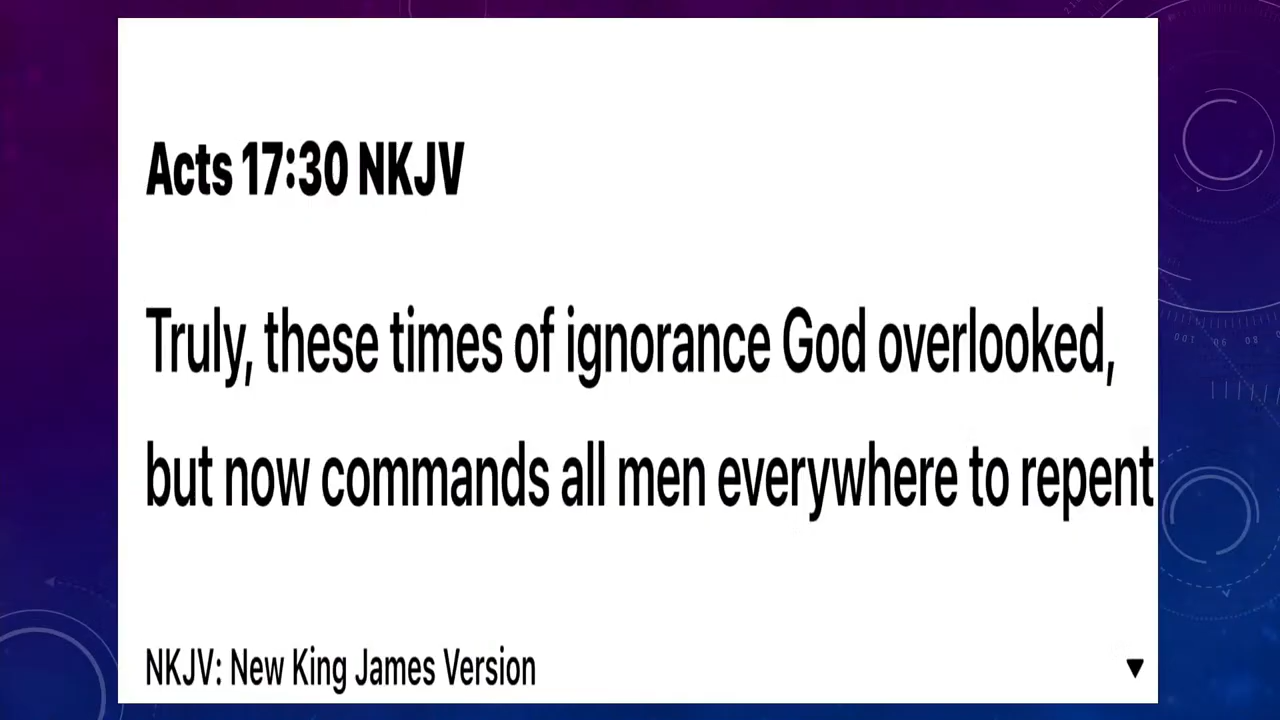 Acts 17:30 NKJV
Truly, these times of ignorance God overlooked,
but now commands all men everywhere to repent
NKJV: New King James Version